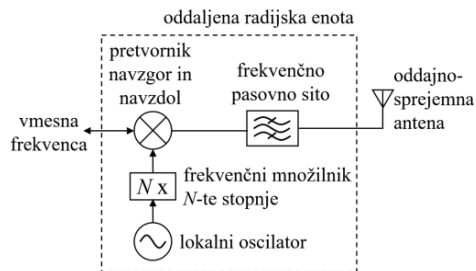 oddaljena radijska enota
pretvornik
navzgor in
navzdol
frekvenčno
pasovno sito
oddajno-
sprejemna
antena
vmesna
frekvenca
N x
frekvenčni množilnik
N-te stopnje
lokalni oscilator